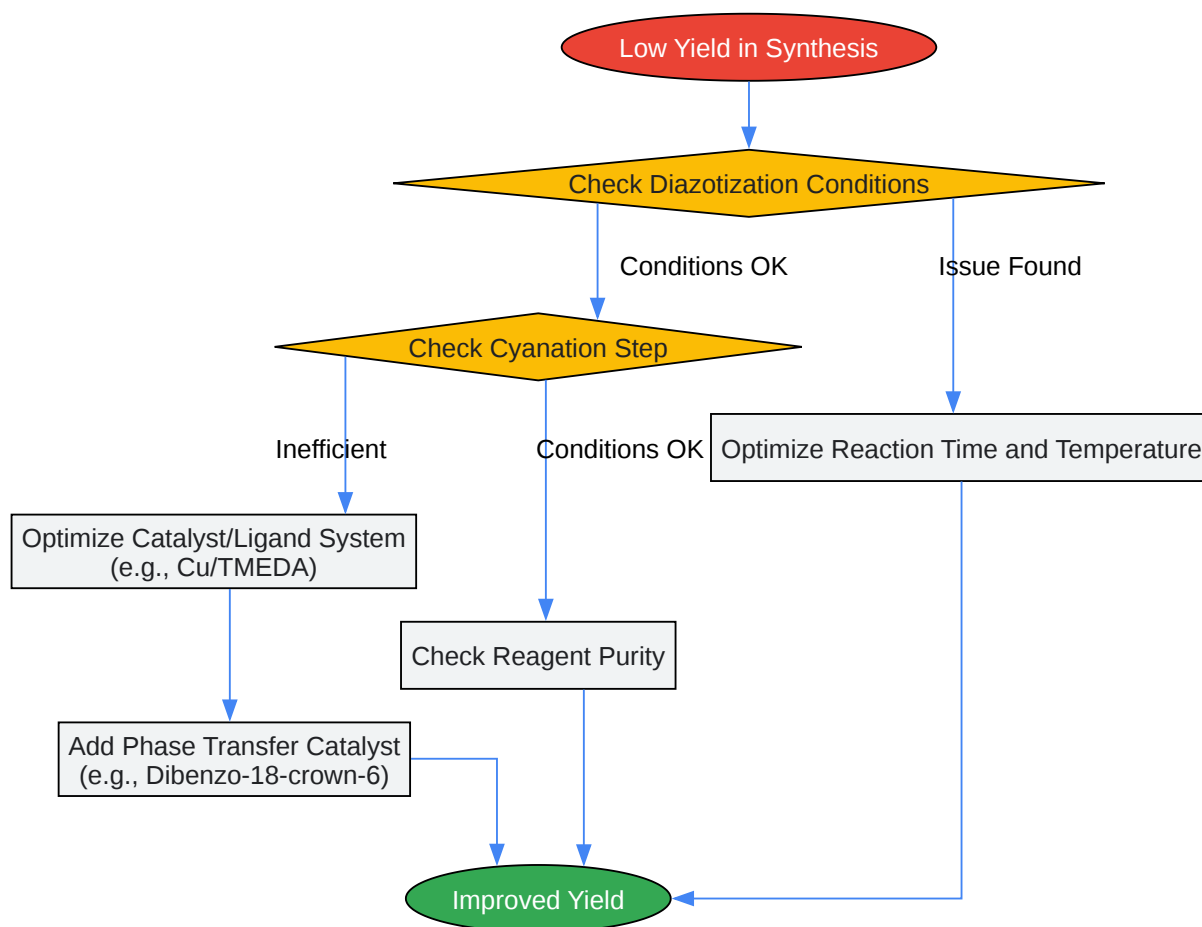 Low Yield in Synthesis
Check Diazotization Conditions
Conditions OK
Issue Found
Check Cyanation Step
Inefficient
Conditions OK
Optimize Reaction Time and Temperature
Optimize Catalyst/Ligand System
(e.g., Cu/TMEDA)
Check Reagent Purity
Add Phase Transfer Catalyst
(e.g., Dibenzo-18-crown-6)
Improved Yield